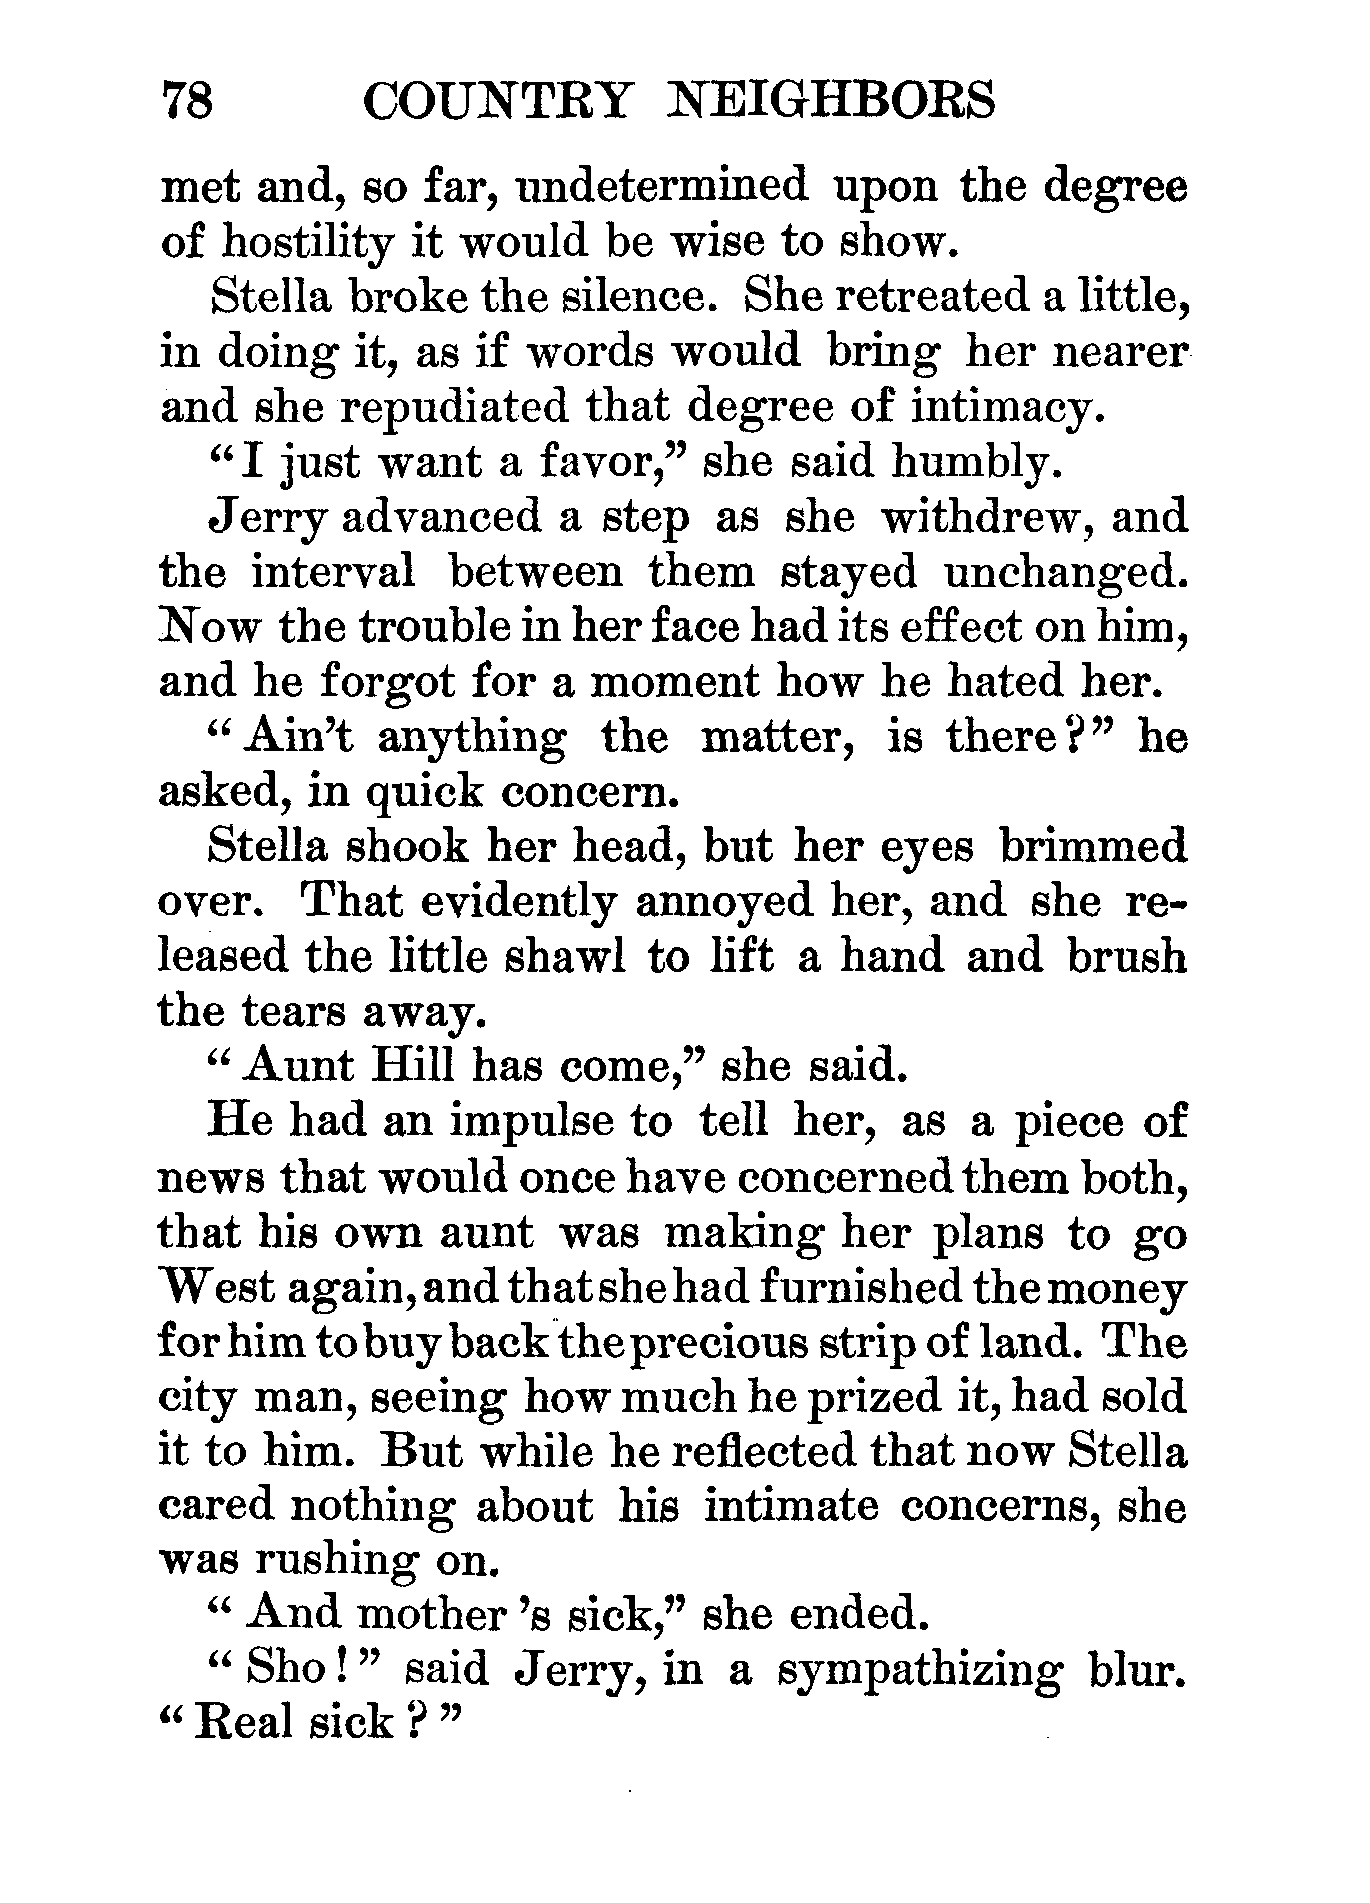 78 COUNTRY NEIGHBORS
met and, so far, undetermined upon the degree
of hostility it would be wise to show.
Stella broke the silence. She retreated a little,
in doing it, as if words would bring her nearer
and she repudiated that degree of intimacy.
“I just want a favor,” she said humbly.
Jerry advanced a step as she withdrew, and
the interval between them stayed unchanged.
Now the trouble in her face had its effect on him,
and he forgot for a moment how he hated her.
“Ain't anything the matter, is there?” he
asked, in quick concern.
Stella shook her head, but her eyes brimmed
over. That evidently annoyed her, and she re-
leased the little shawl to lift a hand and brush
the tears away.
“Aunt Hill has come,” she said.
He had an impulse to tell her, as a piece of
news that would once have concerned them both,
that his own aunt was making her plans to go
West again, and that she had furnished the money
for him to buy back the precious strip of land. The
city man, seeing how much he prized it, had sold
it to him. But while he reflected that now Stella
cared nothing about his intimate concerns, she
was rushing on.
“And mother 's sick,” she ended.
“Sho!” said Jerry, in a sympathizing blur.
“Real sick?”